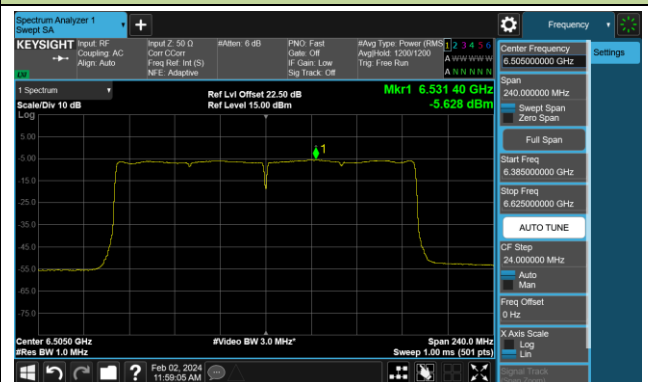 Spectrum Analyzer 1
Swept SA
Frequency
KEYSIGHT
Input: RF
Coupling: AC
Align: Auto
Input Z: 50 Ω
Corr CCorr
Freq Ref: Int (S)
NFE: Adaptive
#Atten: 6 dB
PNO: Fast
Gate: Off
IF Gain: Low
Sig Track: Off
#Avg Type: Power (RMS
Avg|Hold: 1200/1200
Trig: Free Run
1 2 3 4 5 6
A WW WW W
A N N N N N
LXI
1 Spectrum
Scale/Div 10 dB
Log
Ref Lvl Offset 22.50 dB
Ref Level 15.00 dBm
Mkr1 6.531 40 GHz
-5.628 dBm
1
5.00
-5.00
-15.0
-25.0
-35.0
-45.0
-55.0
-65.0
-75.0
Center 6.5050 GHz
#Res BW 1.0 MHz
#Video BW 3.0 MHz*
Span 240.0 MHz
Sweep 1.00 ms (501 pts)
Feb 02, 2024
11:59:05 AM
Center Frequency
6.505000000 GHz
Settings
Span
240.000000 MHz
Swept Span
Zero Span
Full Span
Start Freq
6.385000000 GHz
Stop Freq
6.625000000 GHz
AUTO TUNE
CF Step
24.000000 MHz
Auto
Man
Freq Offset
0 Hz
X Axis Scale
Log
Lin
Signal Track